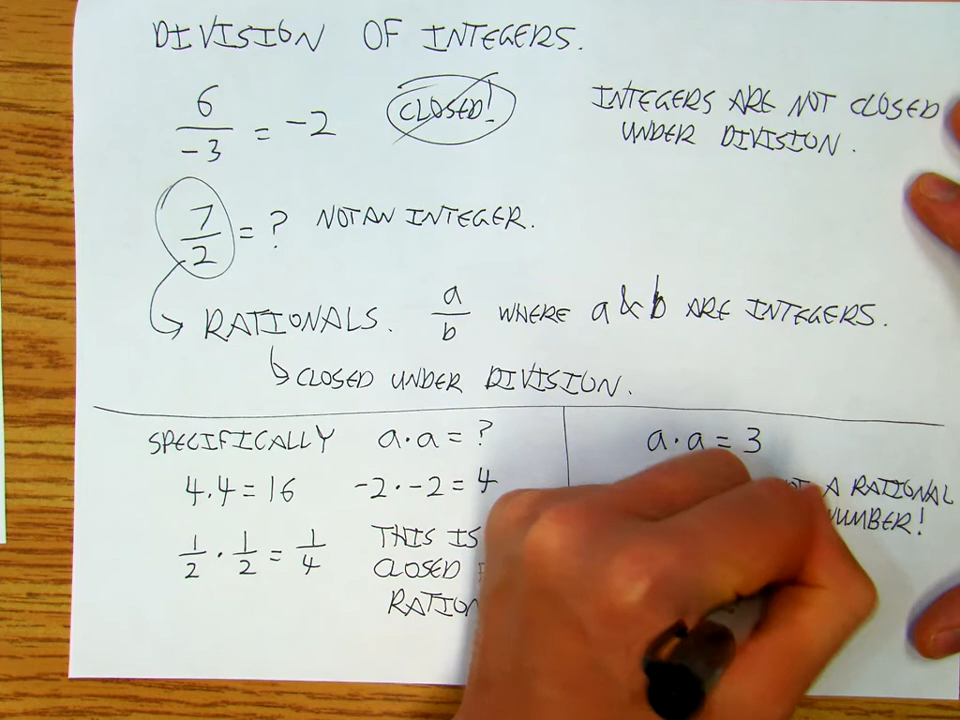 DIVISION OF INTEGERS.
6/-3 = -2 CLOSED! INTEGERS ARE NOT CLOSED
UNDER DIVISION.
7/2 = ? NOT AN INTEGER.
RATIONALS. a/b WHERE a & b ARE INTEGERS.
CLOSED UNDER DIVISION.
SPECIFICALLY a·a=? a·a=3
4·4=16 -2·-2=4 A RATIONAL
NUMBER!
1/2·1/2=1/4 THIS IS
CLOSED